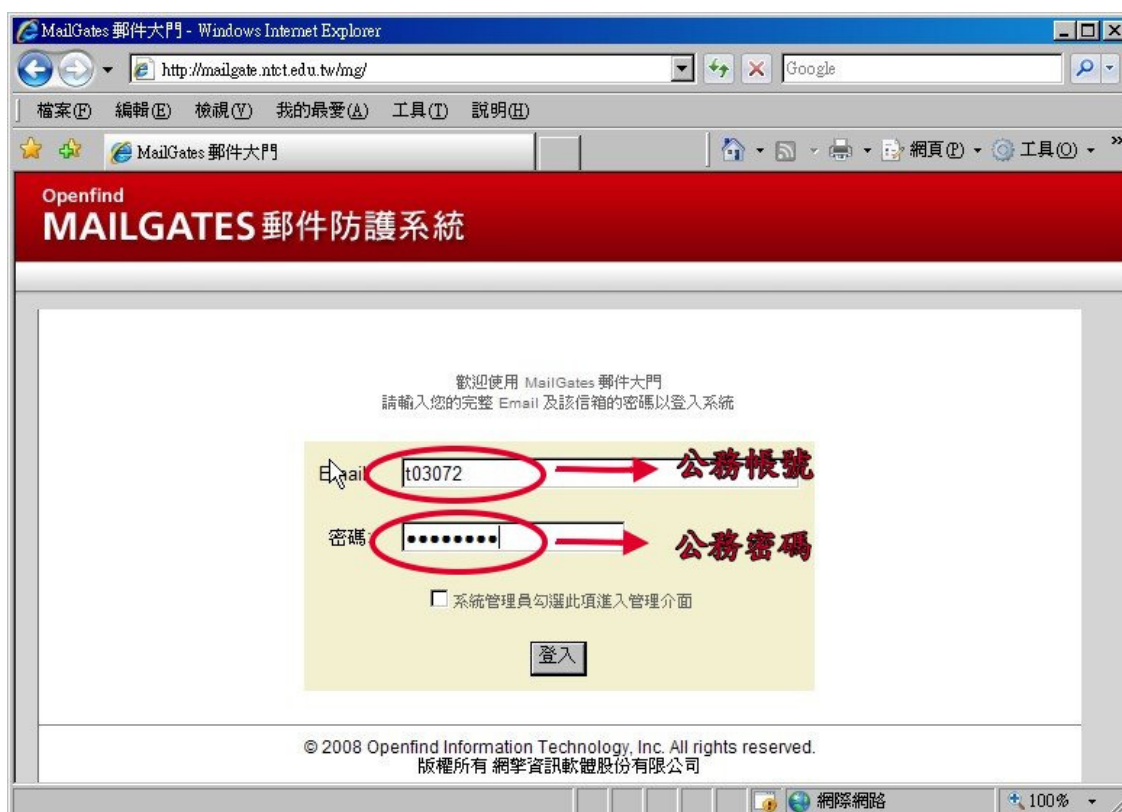 MailGates 郵件大門 - Windows Internet Explorer
http://mailgate.ntct.edu.tw/mg/
Google
檔案(F) 編輯(E) 檢視(V) 我的最愛(A) 工具(T) 說明(H)
MailGates 郵件大門
網頁(P) 工具(O)
Openfind
MAILGATES 郵件防護系統
歡迎使用 MailGates 郵件大門
請輸入您的完整 Email 及該信箱的密碼以登入系統
t03072 公務帳號
密碼: ●●●●●●●● 公務密碼
系統管理員勾選此項進入管理介面
登入
© 2008 Openfind Information Technology, Inc. All rights reserved.
版權所有 網擎資訊軟體股份有限公司
網際網路 100%